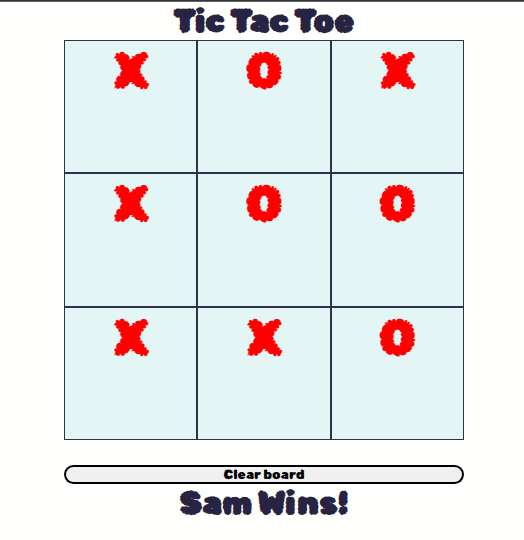 Tic Tac Toe
X O X
X O O
X X O
Clear board
Sam Wins!